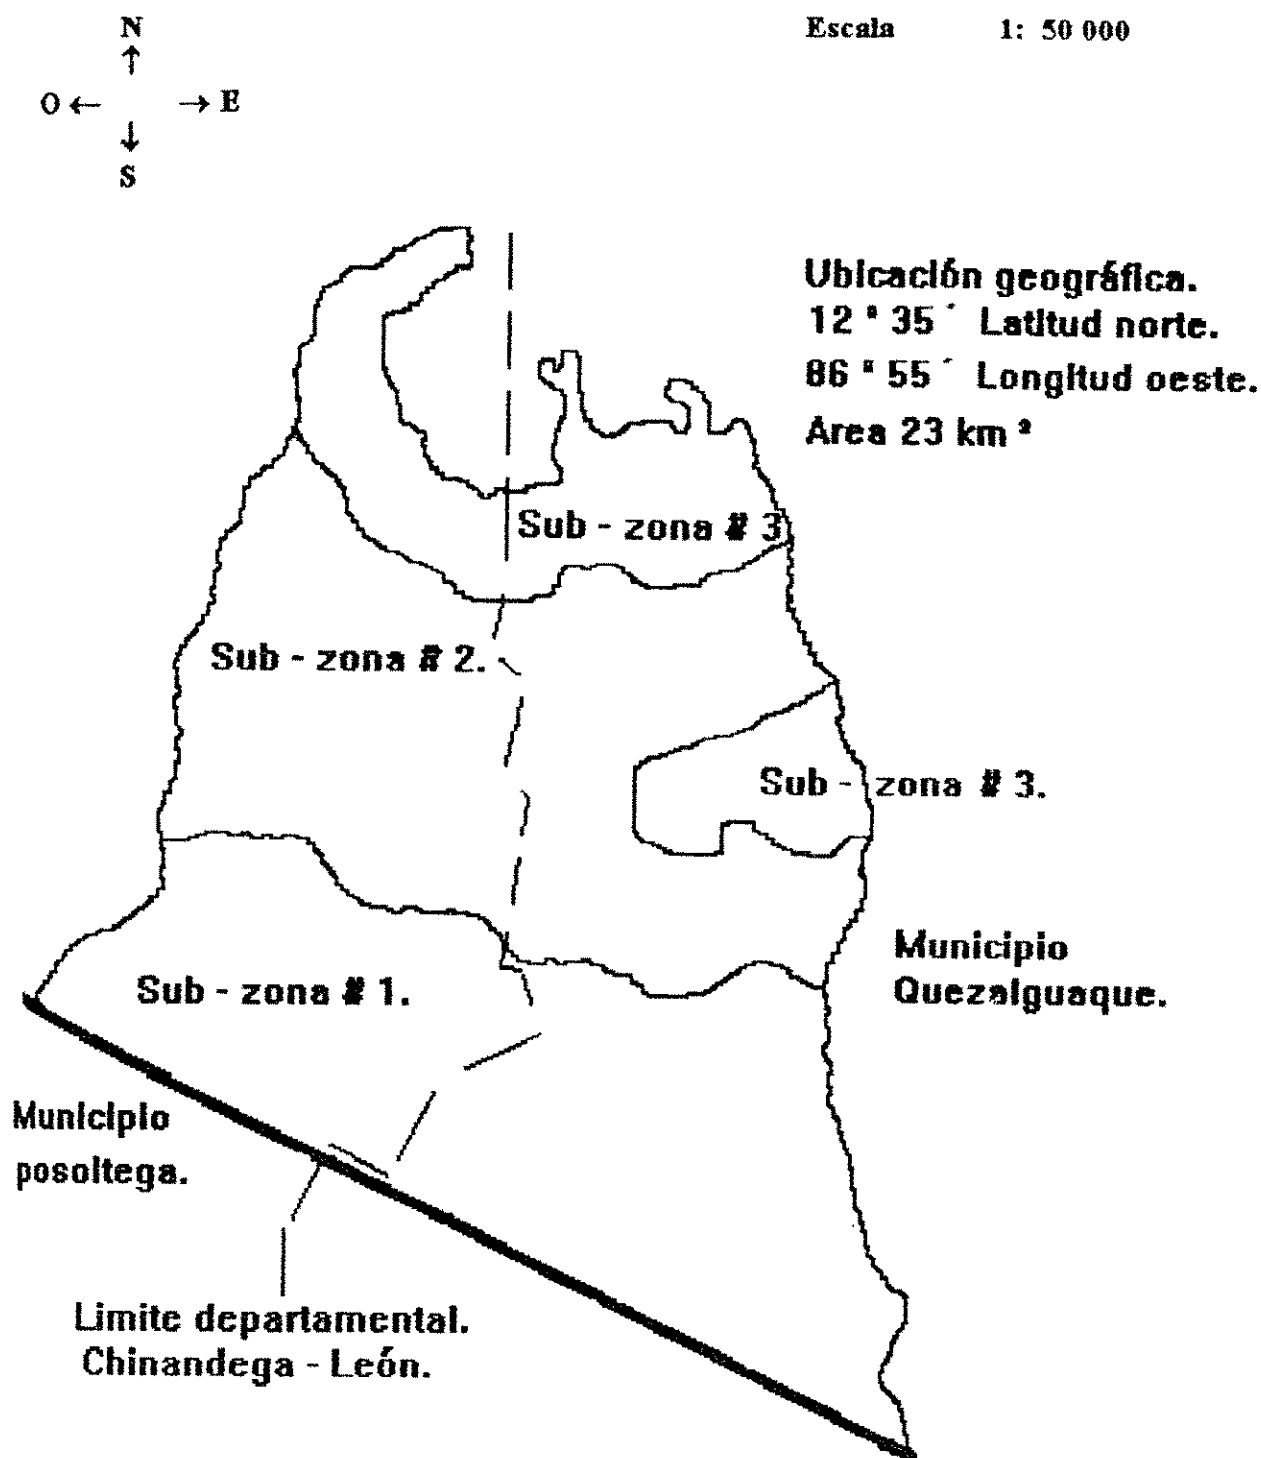 N
Escala 1: 50 000
O ← → E
S
Ubicación geográfica.
12 ° 35 ´ Latitud norte.
86 ° 55 ´ Longitud oeste.
Area 23 km ²
Sub - zona # 3
Sub - zona # 2.
Sub - zona # 3.
Municipio
Quezalguaque.
Sub - zona # 1.
Municipio
posoltega.
Limite departamental.
Chinandega - León.